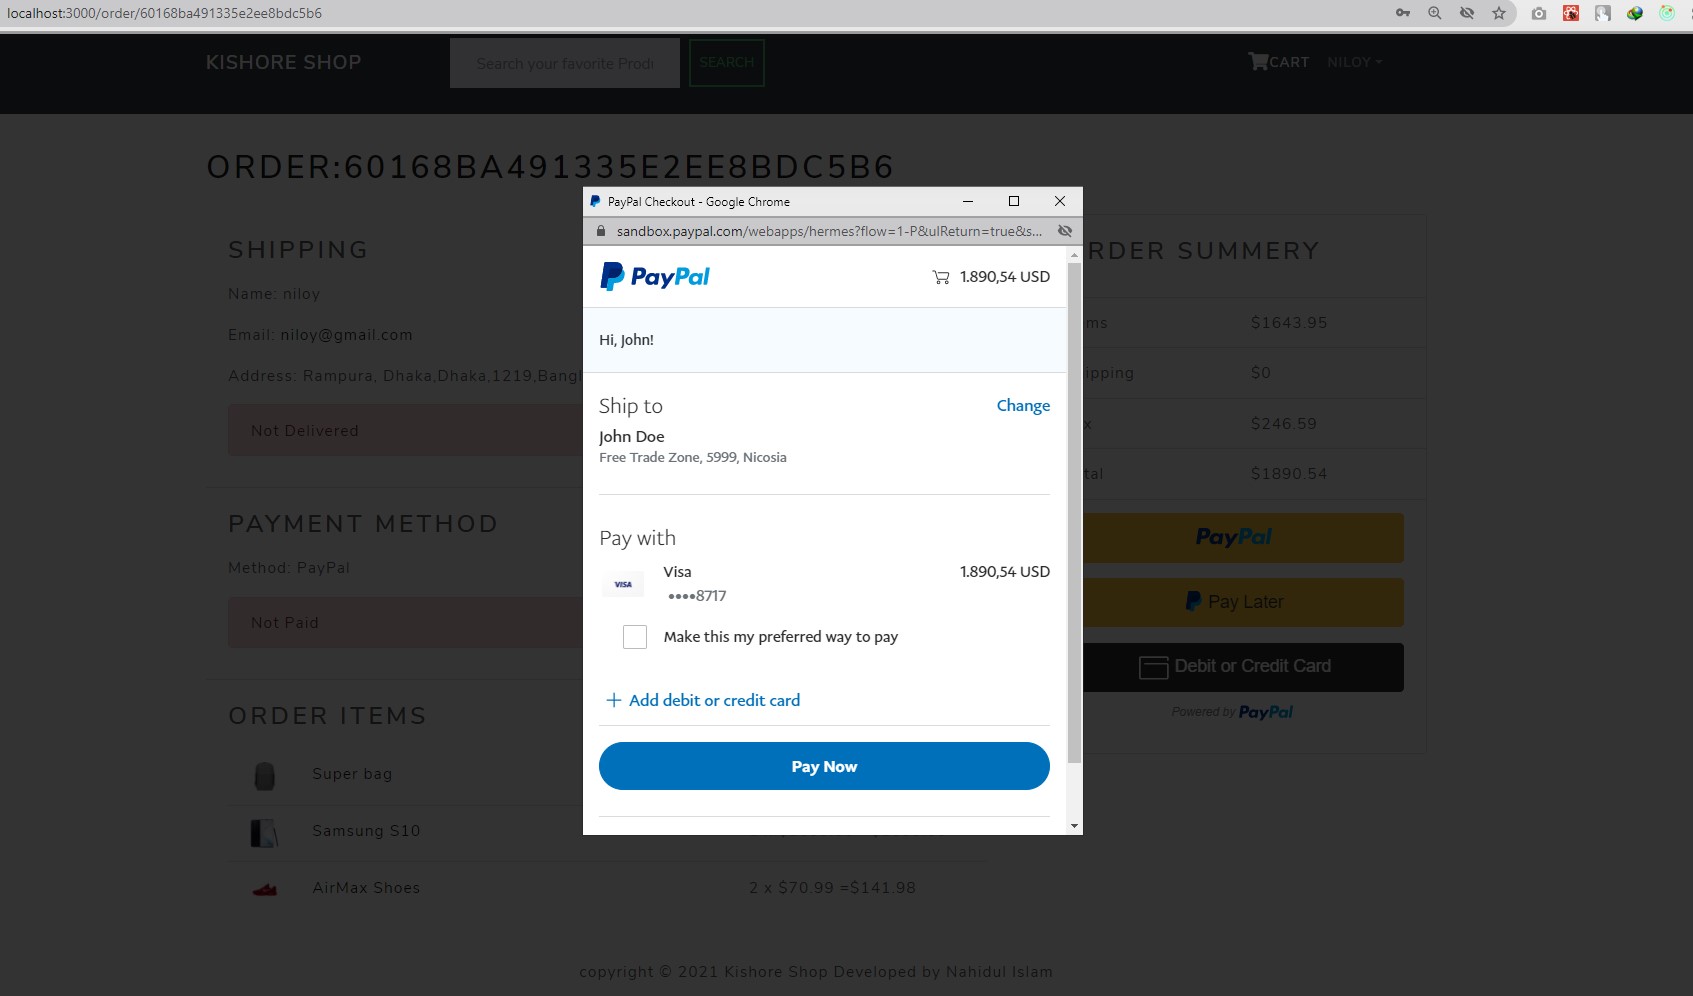 localhost:3000/order/60168ba491335e2ee8bdc5b6
KISHORE SHOP
Search your favorite Prod
SEARCH
CART
NILOY
ORDER:60168BA491335E2EE8BDC5B6
SHIPPING
Name: niloy
Email: niloy@gmail.com
Address: Rampura, Dhaka,Dhaka,1219,Bangl
Not Delivered
PAYMENT METHOD
Method: PayPal
Not Paid
ORDER ITEMS
Super bag
Samsung S10
AirMax Shoes
2 x $70.99 =$141.98
PayPal Checkout - Google Chrome
sandbox.paypal.com/webapps/hermes?flow=1-P&ulReturn=true&s...
PayPal
1.890,54 USD
Hi, John!
Ship to
Change
John Doe
Free Trade Zone, 5999, Nicosia
Pay with
VISA
Visa
1.890,54 USD
••••8717
Make this my preferred way to pay
+ Add debit or credit card
Pay Now
RDER SUMMERY
ms
$1643.95
ipping
$0
x
$246.59
tal
$1890.54
PayPal
Pay Later
Debit or Credit Card
Powered by PayPal
copyright © 2021 Kishore Shop Developed by Nahidul Islam